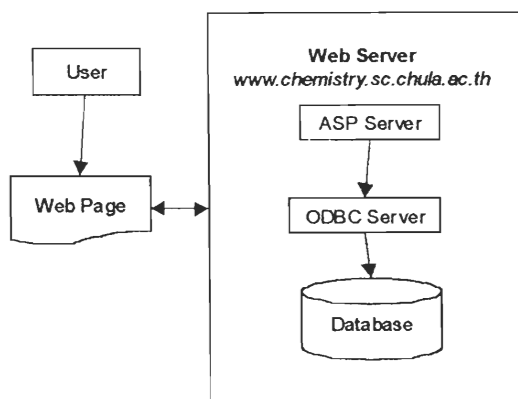 User
Web Page
Web Server
www.chemistry.sc.chula.ac.th
ASP Server
ODBC Server
Database